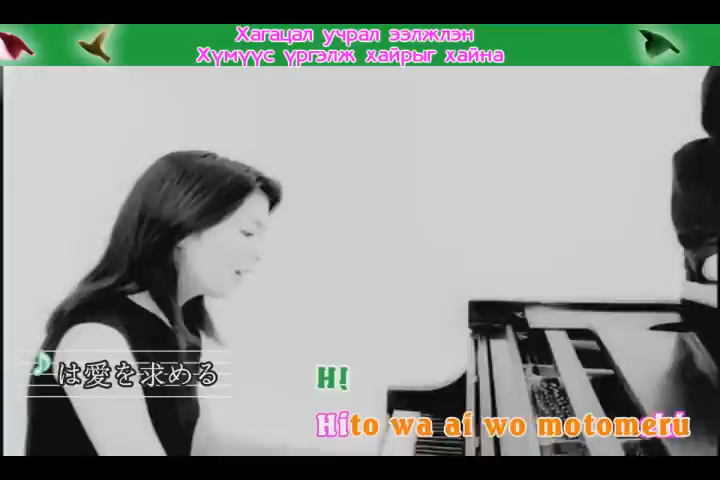 Хагацал учрал ээлжлэн
Хүмүүс үргэлж хайрыг хайна
は愛を求める
Hito wa ai wo motomeru